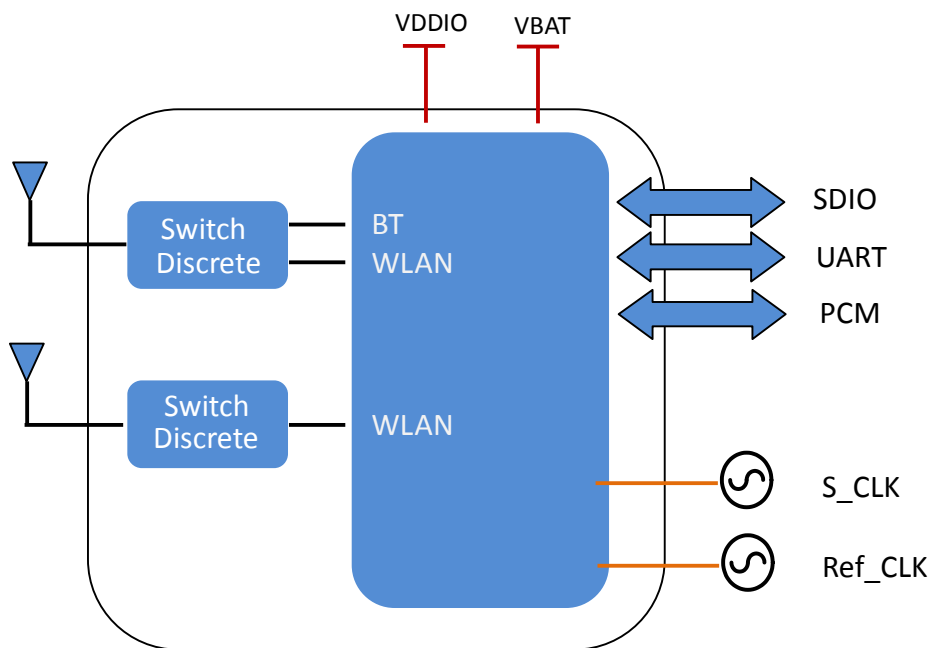 VDDIO
VBAT
Switch
Discrete
BT
WLAN
SDIO
UART
PCM
Switch
Discrete
WLAN
S_CLK
Ref_CLK